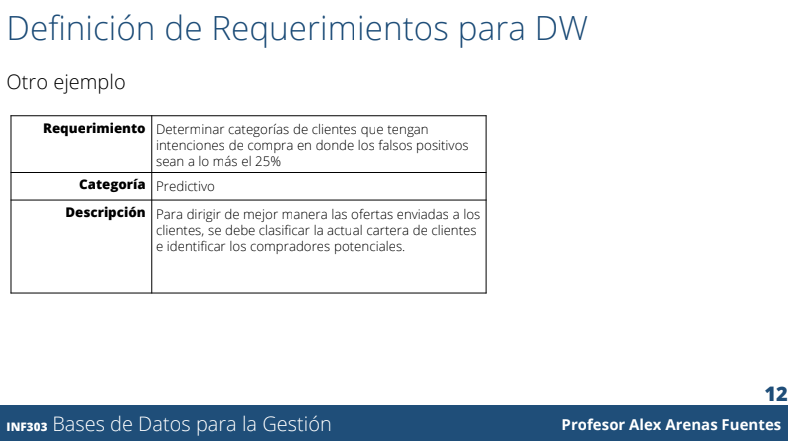 Definición de Requerimientos para DW
Otro ejemplo
Requerimiento
Determinar categorías de clientes que tengan
intenciones de compra en donde los falsos positivos
sean a lo más el 25%
Categoría
Predictivo
Descripción
Para dirigir de mejor manera las ofertas enviadas a los
clientes, se debe clasificar la actual cartera de clientes
e identificar los compradores potenciales.
12
INF303 Bases de Datos para la Gestión
Profesor Alex Arenas Fuentes